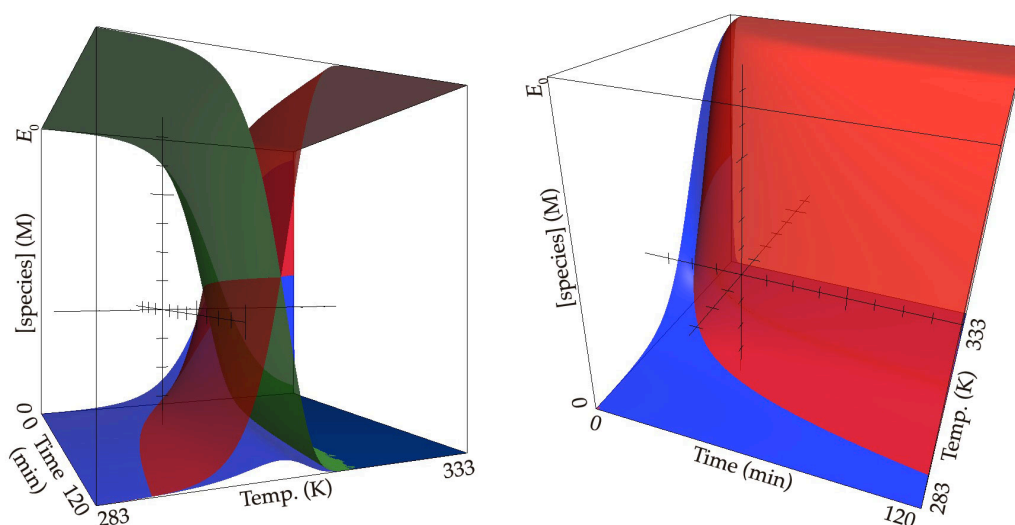 E₀
[species] (M)
0
0
Time
(min)
120
283
Temp. (K)
333
E₀
[species] (M)
0
0
Time (min)
120
283
Temp. (K)
333